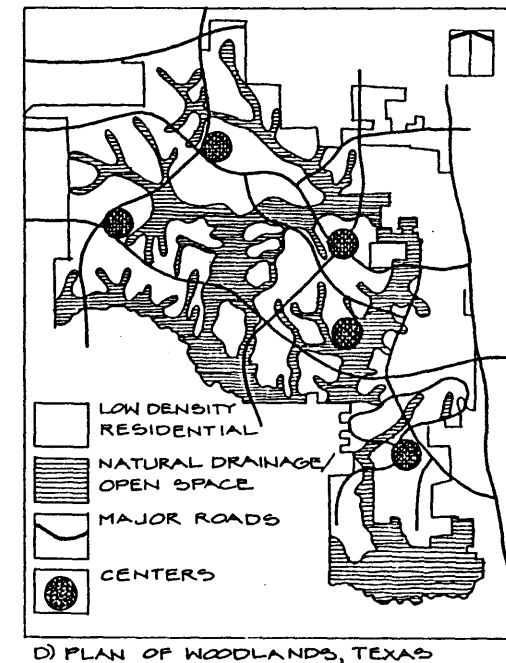 LOW DENSITY
RESIDENTIAL
NATURAL DRAINAGE/
OPEN SPACE
MAJOR ROADS
CENTERS
D) PLAN OF WOODLANDS, TEXAS